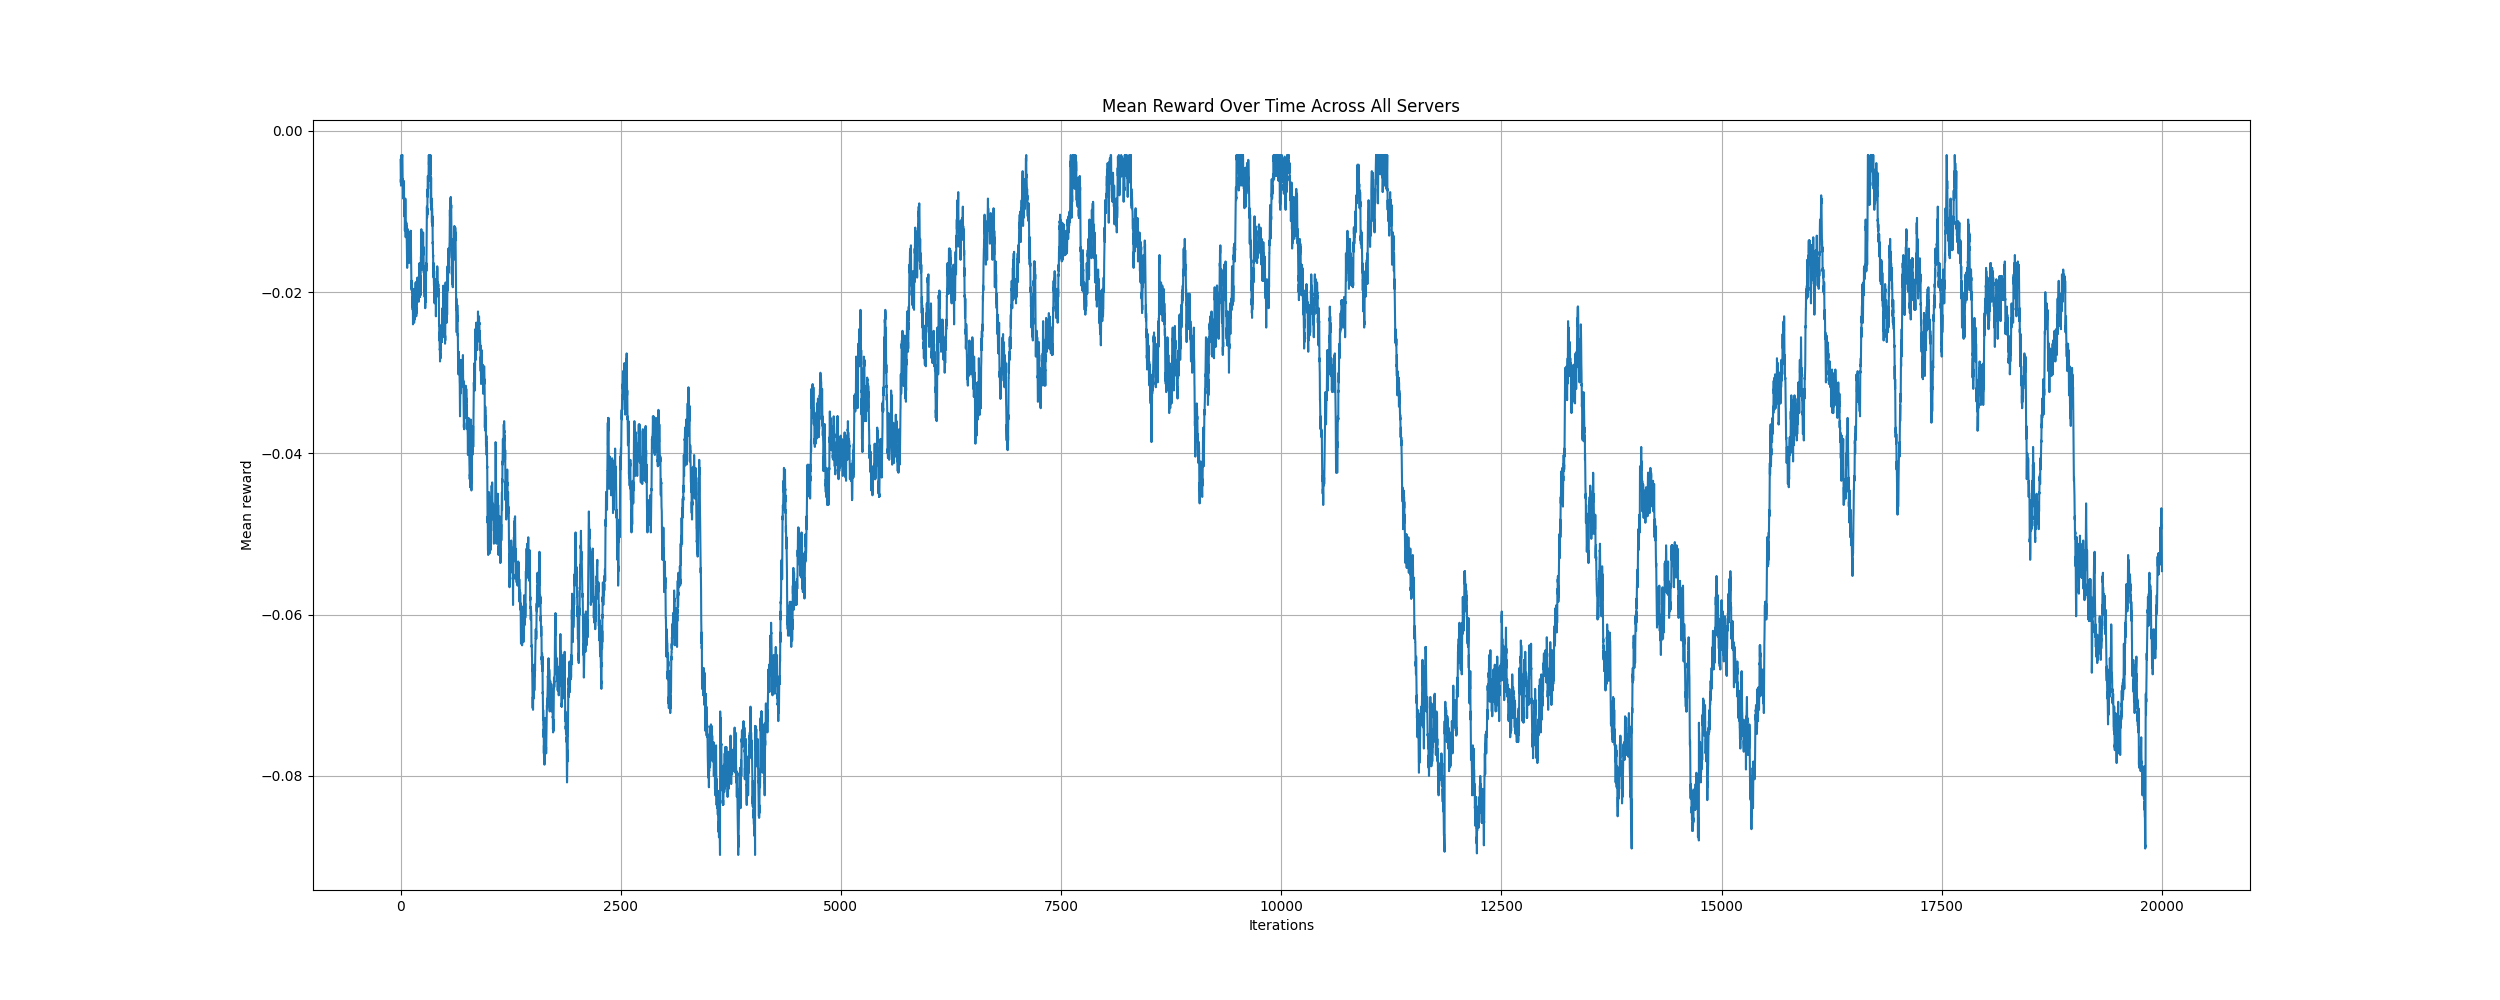 Mean Reward Over Time Across All Servers
0.00
−0.02
−0.04
−0.06
−0.08
Mean reward
0 2500 5000 7500 10000 12500 15000 17500 20000
Iterations